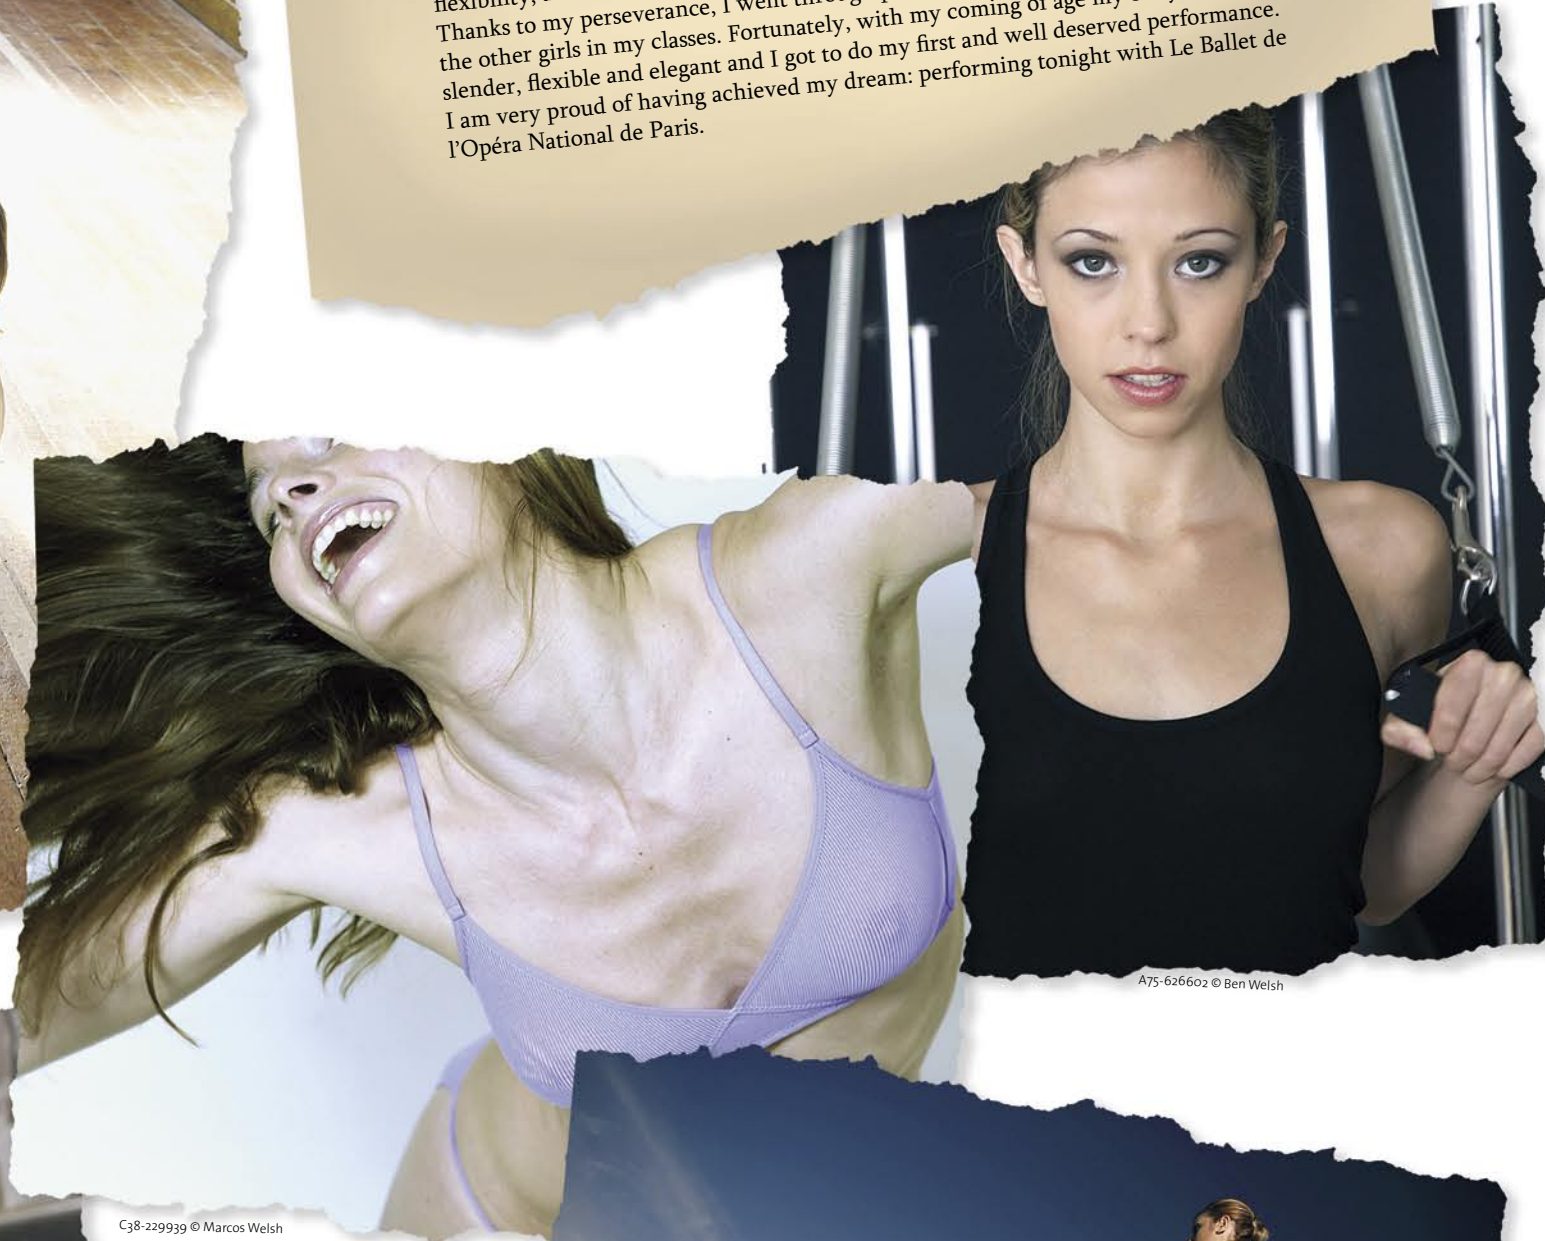 flexibility,
Thanks to my perseverance, I went through
the other girls in my classes. Fortunately, with my coming of age my
slender, flexible and elegant and I got to do my first and well deserved performance.
I am very proud of having achieved my dream: performing tonight with Le Ballet de
l'Opéra National de Paris.
A75-626602 © Ben Welsh
C38-229939 © Marcos Welsh